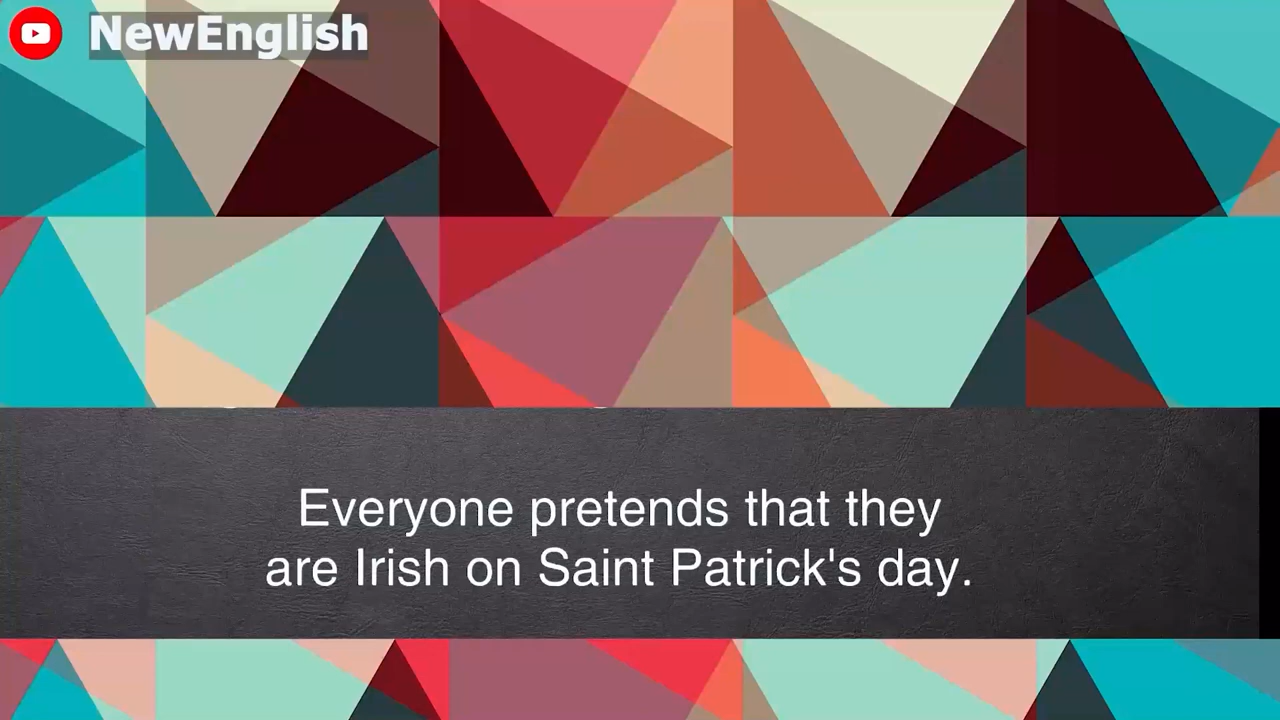 NewEnglish
Everyone pretends that they
are Irish on Saint Patrick's day.